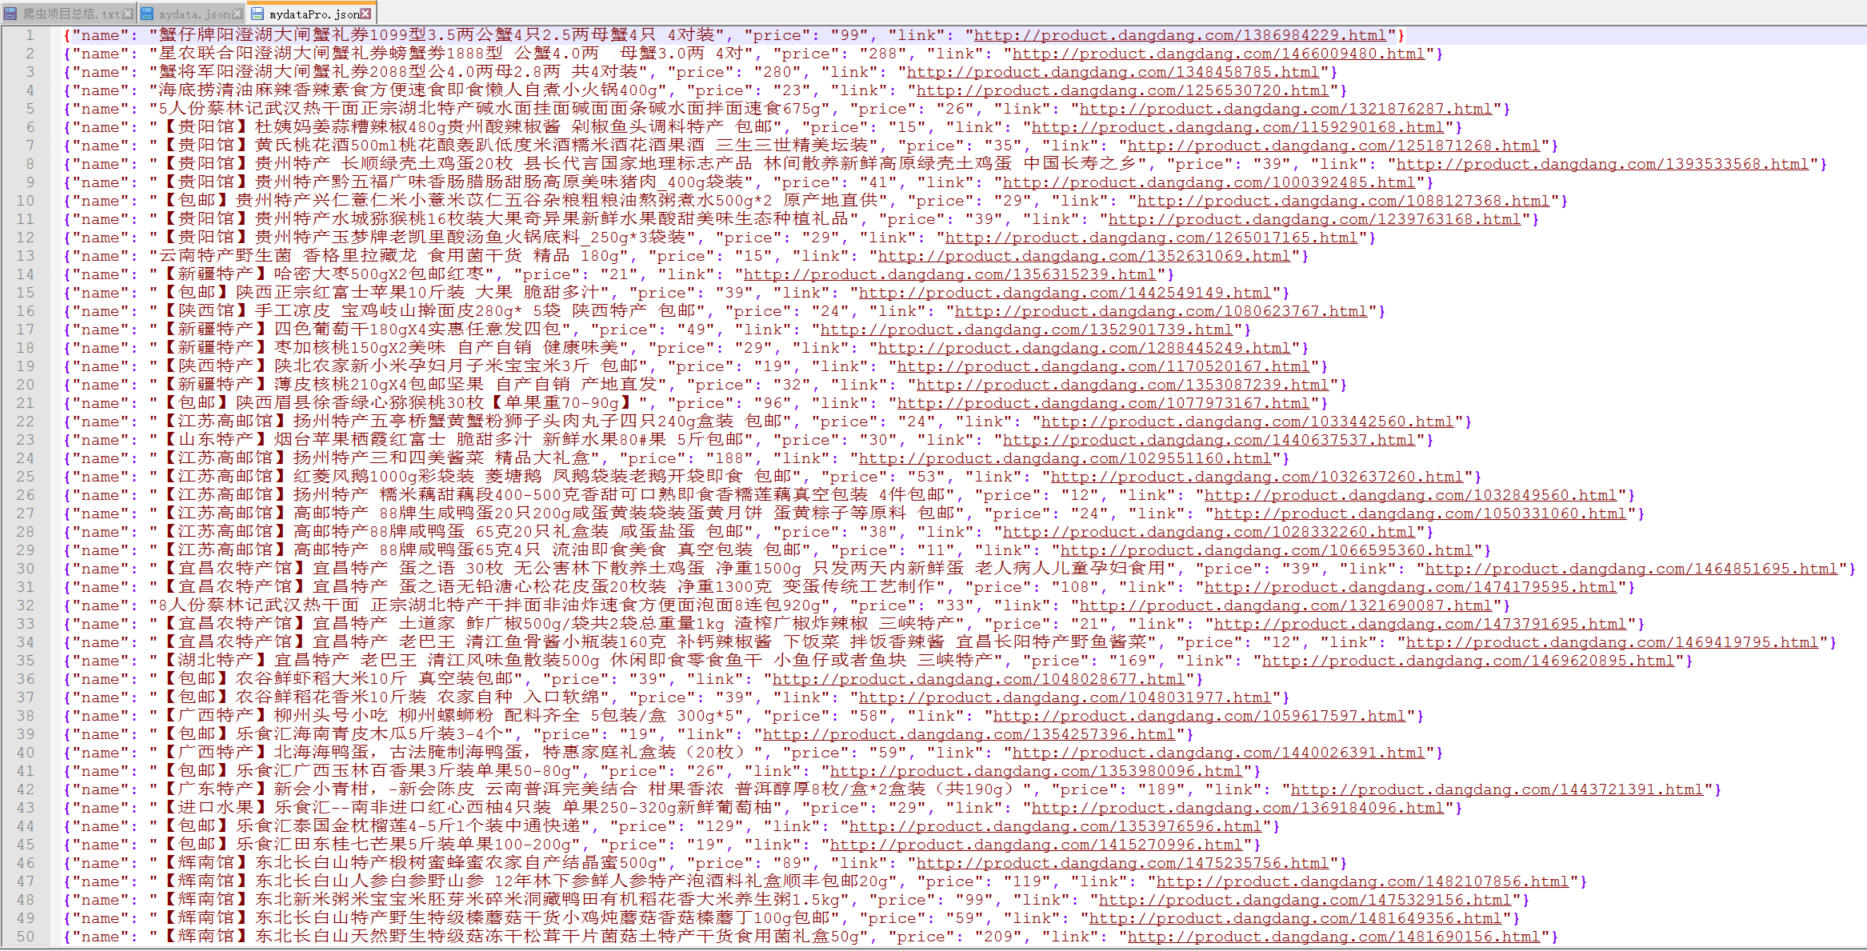 爬虫项目总结.txt mydata.json mydataPro.json
1 {"name": "蟹仔牌阳澄湖大闸蟹礼券1099型3.5两公蟹4只2.5两母蟹4只 4对装", "price": "99", "link": "http://product.dangdang.com/1386984229.html"}
2 {"name": "星农联合阳澄湖大闸蟹礼券螃蟹券1888型 公蟹4.0两  母蟹3.0两 4对", "price": "288", "link": "http://product.dangdang.com/1466009480.html"}
3 {"name": "蟹将军阳澄湖大闸蟹礼券2088型公4.0两母2.8两 共4对装", "price": "280", "link": "http://product.dangdang.com/1348458785.html"}
4 {"name": "海底捞清油麻辣香辣素食方便速食即食懒人自煮小火锅400g", "price": "23", "link": "http://product.dangdang.com/1256530720.html"}
5 {"name": "5人份蔡林记武汉热干面正宗湖北特产碱水面挂面碱面面条碱水面拌面速食675g", "price": "26", "link": "http://product.dangdang.com/1321876287.html"}
6 {"name": "【贵阳馆】杜姨妈姜蒜糟辣椒480g贵州酸辣椒酱 剁椒鱼头调料特产 包邮", "price": "15", "link": "http://product.dangdang.com/1159290168.html"}
7 {"name": "【贵阳馆】黄氏桃花酒500ml桃花酿轰趴低度米酒糯米酒花酒果酒 三生三世精美坛装", "price": "35", "link": "http://product.dangdang.com/1251871268.html"}
8 {"name": "【贵阳馆】贵州特产 长顺绿壳土鸡蛋20枚 县长代言国家地理标志产品 林间散养新鲜高原绿壳土鸡蛋 中国长寿之乡", "price": "39", "link": "http://product.dangdang.com/1393533568.html"}
9 {"name": "【贵阳馆】贵州特产黔五福广味香肠腊肠甜肠高原美味猪肉_400g袋装", "price": "41", "link": "http://product.dangdang.com/1000392485.html"}
10 {"name": "【包邮】贵州特产兴仁薏仁米小薏米苡仁五谷杂粮粗粮油熬粥煮水500g*2 原产地直供", "price": "29", "link": "http://product.dangdang.com/1088127368.html"}
11 {"name": "【贵阳馆】贵州特产水城猕猴桃16枚装大果奇异果新鲜水果酸甜美味生态种植礼品", "price": "39", "link": "http://product.dangdang.com/1239763168.html"}
12 {"name": "【贵阳馆】贵州特产玉梦牌老凯里酸汤鱼火锅底料_250g*3袋装", "price": "29", "link": "http://product.dangdang.com/1265017165.html"}
13 {"name": "云南特产野生菌 香格里拉藏龙 食用菌干货 精品 180g", "price": "15", "link": "http://product.dangdang.com/1352631069.html"}
14 {"name": "【新疆特产】哈密大枣500gX2包邮红枣", "price": "21", "link": "http://product.dangdang.com/1356315239.html"}
15 {"name": "【包邮】陕西正宗红富士苹果10斤装 大果 脆甜多汁", "price": "39", "link": "http://product.dangdang.com/1442549149.html"}
16 {"name": "【陕西馆】手工凉皮 宝鸡岐山擀面皮280g* 5袋 陕西特产 包邮", "price": "24", "link": "http://product.dangdang.com/1080623767.html"}
17 {"name": "【新疆特产】四色葡萄干180gX4实惠任意发四包", "price": "49", "link": "http://product.dangdang.com/1352901739.html"}
18 {"name": "【新疆特产】枣加核桃150gX2美味 自产自销 健康味美", "price": "29", "link": "http://product.dangdang.com/1288445249.html"}
19 {"name": "【陕西特产】陕北农家新小米孕妇月子米宝宝米3斤 包邮", "price": "19", "link": "http://product.dangdang.com/1170520167.html"}
20 {"name": "【新疆特产】薄皮核桃210gX4包邮坚果 自产自销 产地直发", "price": "32", "link": "http://product.dangdang.com/1353087239.html"}
21 {"name": "【包邮】陕西眉县徐香绿心猕猴桃30枚【单果重70-90g】", "price": "96", "link": "http://product.dangdang.com/1077973167.html"}
22 {"name": "【江苏高邮馆】扬州特产五亭桥蟹黄蟹粉狮子头肉丸子四只240g盒装 包邮", "price": "24", "link": "http://product.dangdang.com/1033442560.html"}
23 {"name": "【山东特产】烟台苹果栖霞红富士 脆甜多汁 新鲜水果80#果 5斤包邮", "price": "30", "link": "http://product.dangdang.com/1440637537.html"}
24 {"name": "【江苏高邮馆】扬州特产三和四美酱菜 精品大礼盒", "price": "188", "link": "http://product.dangdang.com/1029551160.html"}
25 {"name": "【江苏高邮馆】红菱风鹅1000g彩袋装 菱塘鹅 风鹅袋装老鹅开袋即食 包邮", "price": "53", "link": "http://product.dangdang.com/1032637260.html"}
26 {"name": "【江苏高邮馆】扬州特产 糯米藕甜藕段400-500克香甜可口熟即食香糯莲藕真空包装 4件包邮", "price": "12", "link": "http://product.dangdang.com/1032849560.html"}
27 {"name": "【江苏高邮馆】高邮特产 88牌生咸鸭蛋20只200g咸蛋黄装袋装蛋黄月饼 蛋黄粽子等原料 包邮", "price": "24", "link": "http://product.dangdang.com/1050331060.html"}
28 {"name": "【江苏高邮馆】高邮特产88牌咸鸭蛋 65克20只礼盒装 咸蛋盐蛋 包邮", "price": "38", "link": "http://product.dangdang.com/1028332260.html"}
29 {"name": "【江苏高邮馆】高邮特产 88牌咸鸭蛋65克4只 流油即食美食 真空包装 包邮", "price": "11", "link": "http://product.dangdang.com/1066595360.html"}
30 {"name": "【宜昌农特产馆】宜昌特产 蛋之语 30枚 无公害林下散养土鸡蛋 净重1500g 只发两天内新鲜蛋 老人病人儿童孕妇食用", "price": "39", "link": "http://product.dangdang.com/1464851695.html"}
31 {"name": "【宜昌农特产馆】宜昌特产 蛋之语无铅溏心松花皮蛋20枚装 净重1300克 变蛋传统工艺制作", "price": "108", "link": "http://product.dangdang.com/1474179595.html"}
32 {"name": "8人份蔡林记武汉热干面 正宗湖北特产干拌面非油炸速食方便面泡面8连包920g", "price": "33", "link": "http://product.dangdang.com/1321690087.html"}
33 {"name": "【宜昌农特产馆】宜昌特产 土道家 鲊广椒500g/袋共2袋总重量1kg 渣榨广椒炸辣椒 三峡特产", "price": "21", "link": "http://product.dangdang.com/1473791695.html"}
34 {"name": "【宜昌农特产馆】宜昌特产 老巴王 清江鱼骨酱小瓶装160克 补钙辣椒酱 下饭菜 拌饭香辣酱 宜昌长阳特产野鱼酱菜", "price": "12", "link": "http://product.dangdang.com/1469419795.html"}
35 {"name": "【湖北特产】宜昌特产 老巴王 清江风味鱼散装500g 休闲即食零食鱼干 小鱼仔或者鱼块 三峡特产", "price": "169", "link": "http://product.dangdang.com/1469620895.html"}
36 {"name": "【包邮】农谷鲜虾稻大米10斤 真空装包邮", "price": "39", "link": "http://product.dangdang.com/1048028677.html"}
37 {"name": "【包邮】农谷鲜稻花香米10斤装 农家自种 入口软绵", "price": "39", "link": "http://product.dangdang.com/1048031977.html"}
38 {"name": "【广西特产】柳州头号小吃 柳州螺蛳粉 配料齐全 5包装/盒 300g*5", "price": "58", "link": "http://product.dangdang.com/1059617597.html"}
39 {"name": "【包邮】乐食汇海南青皮木瓜5斤装3-4个", "price": "19", "link": "http://product.dangdang.com/1354257396.html"}
40 {"name": "【广西特产】北海海鸭蛋，古法腌制海鸭蛋，特惠家庭礼盒装（20枚）", "price": "59", "link": "http://product.dangdang.com/1440026391.html"}
41 {"name": "【包邮】乐食汇广西玉林百香果3斤装单果50-80g", "price": "26", "link": "http://product.dangdang.com/1353980096.html"}
42 {"name": "【广东特产】新会小青柑，-新会陈皮 云南普洱完美结合 柑果香浓 普洱醇厚8枚/盒*2盒装（共190g）", "price": "189", "link": "http://product.dangdang.com/1443721391.html"}
43 {"name": "【进口水果】乐食汇--南非进口红心西柚4只装 单果250-320g新鲜葡萄柚", "price": "29", "link": "http://product.dangdang.com/1369184096.html"}
44 {"name": "【包邮】乐食汇泰国金枕榴莲4-5斤1个装中通快递", "price": "129", "link": "http://product.dangdang.com/1353976596.html"}
45 {"name": "【包邮】乐食汇田东桂七芒果5斤装单果100-200g", "price": "19", "link": "http://product.dangdang.com/1415270996.html"}
46 {"name": "【辉南馆】东北长白山特产椴树蜜蜂蜜农家自产结晶蜜500g", "price": "89", "link": "http://product.dangdang.com/1475235756.html"}
47 {"name": "【辉南馆】东北长白山人参白参野山参 12年林下参鲜人参特产泡酒料礼盒顺丰包邮20g", "price": "119", "link": "http://product.dangdang.com/1482107856.html"}
48 {"name": "【辉南馆】东北新米粥米宝宝米胚芽米碎米洞藏鸭田有机稻花香大米养生粥1.5kg", "price": "99", "link": "http://product.dangdang.com/1475329156.html"}
49 {"name": "【辉南馆】东北长白山特产野生特级榛蘑菇干货小鸡炖蘑菇香菇榛蘑丁100g包邮", "price": "59", "link": "http://product.dangdang.com/1481649356.html"}
50 {"name": "【辉南馆】东北长白山天然野生特级菇冻干松茸干片菌菇土特产干货食用菌礼盒50g", "price": "209", "link": "http://product.dangdang.com/1481690156.html"}